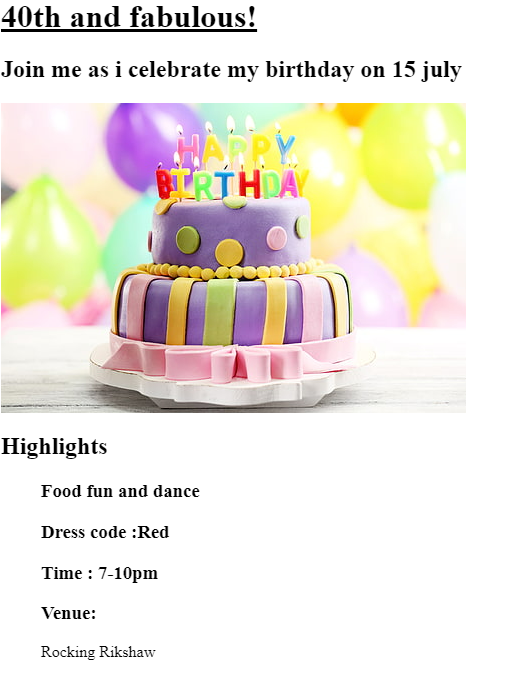 40th and fabulous!
Join me as i celebrate my birthday on 15 july
HAPPY
BIRTHDAY
Highlights
Food fun and dance
Dress code :Red
Time : 7-10pm
Venue:
Rocking Rikshaw